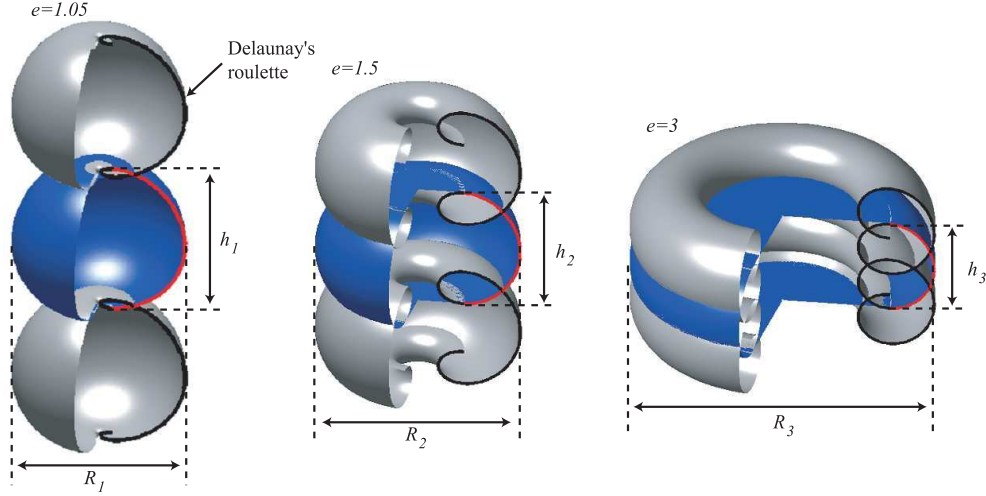 e=1.05
Delaunay's
roulette
h1
R1
e=1.5
h2
R2
e=3
h3
R3